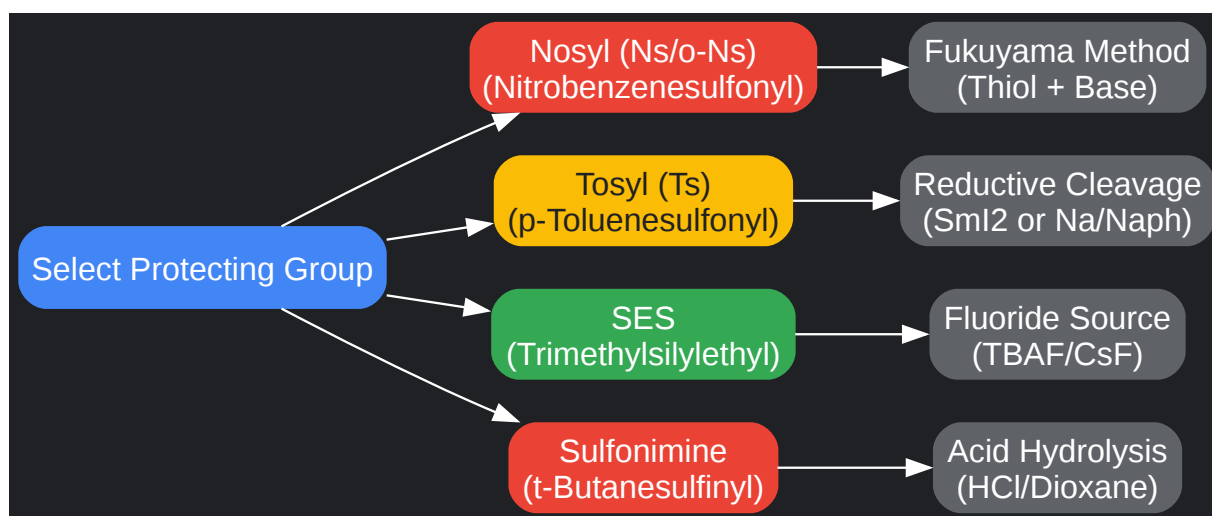 Select Protecting Group
Nosyl (Ns/o-Ns)
(Nitrobenzenesulfonyl)
Fukuyama Method
(Thiol + Base)
Tosyl (Ts)
(p-Toluenesulfonyl)
Reductive Cleavage
(SmI2 or Na/Naph)
SES
(Trimethylsilylethyl)
Fluoride Source
(TBAF/CsF)
Sulfonimine
(t-Butanesulfinyl)
Acid Hydrolysis
(HCl/Dioxane)